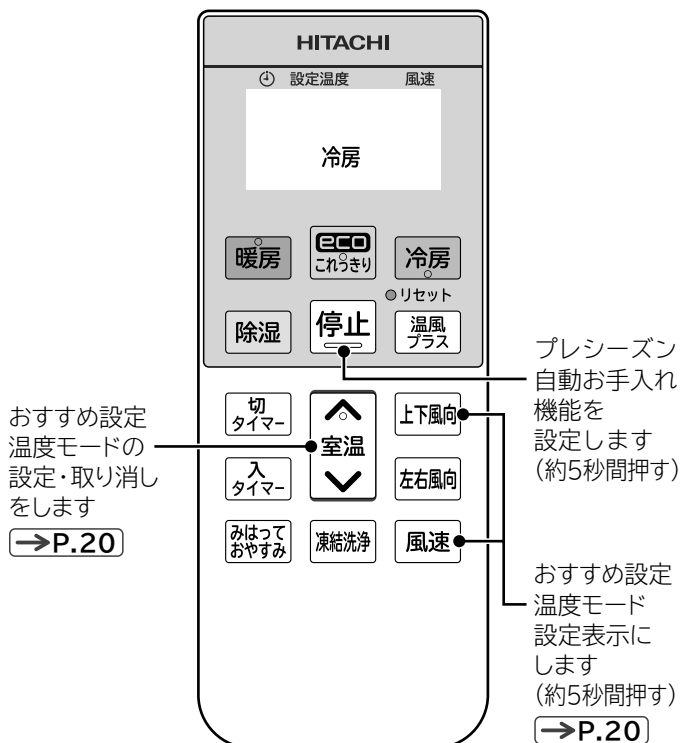 HITACHI
設定温度 風速
冷房
暖房 eco これっきり 冷房
リセット
除湿 停止 温風プラス
プレシーズン
自動お手入れ
機能を
設定します
(約5秒間押す)
おすすめ設定
温度モードの
設定・取り消し
をします
→P.20
切
タイマー
室温
上下風向
入
タイマー
左右風向
みはって
おやすみ
凍結洗浄
風速
おすすめ設定
温度モード
設定表示に
します
(約5秒間押す)
→P.20